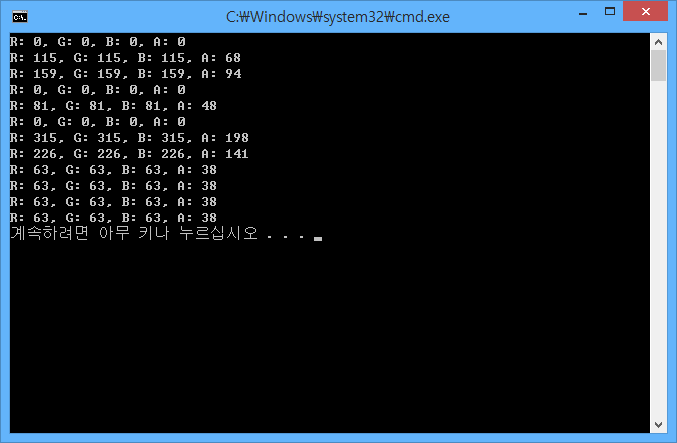 C:₩Windows₩system32₩cmd.exe
R: 0, G: 0, B: 0, A: 0
R: 115, G: 115, B: 115, A: 68
R: 159, G: 159, B: 159, A: 94
R: 0, G: 0, B: 0, A: 0
R: 81, G: 81, B: 81, A: 48
R: 0, G: 0, B: 0, A: 0
R: 315, G: 315, B: 315, A: 198
R: 226, G: 226, B: 226, A: 141
R: 63, G: 63, B: 63, A: 38
R: 63, G: 63, B: 63, A: 38
R: 63, G: 63, B: 63, A: 38
R: 63, G: 63, B: 63, A: 38
계속하려면 아무 키나 누르십시오 . . .